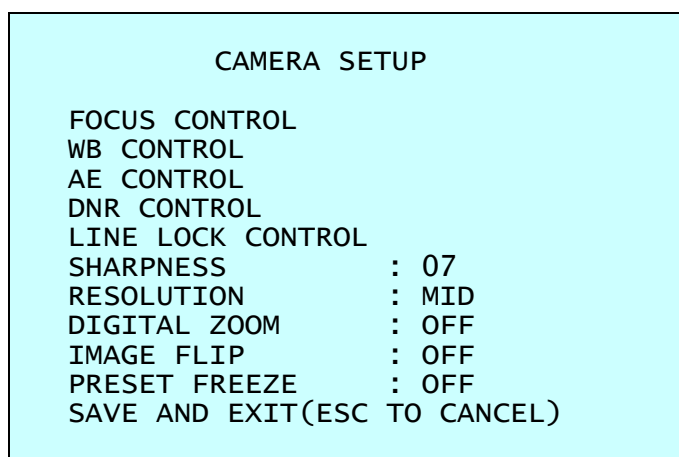 CAMERA SETUP
FOCUS CONTROL
WB CONTROL
AE CONTROL
DNR CONTROL
LINE LOCK CONTROL
SHARPNESS : 07
RESOLUTION : MID
DIGITAL ZOOM : OFF
IMAGE FLIP : OFF
PRESET FREEZE : OFF
SAVE AND EXIT(ESC TO CANCEL)